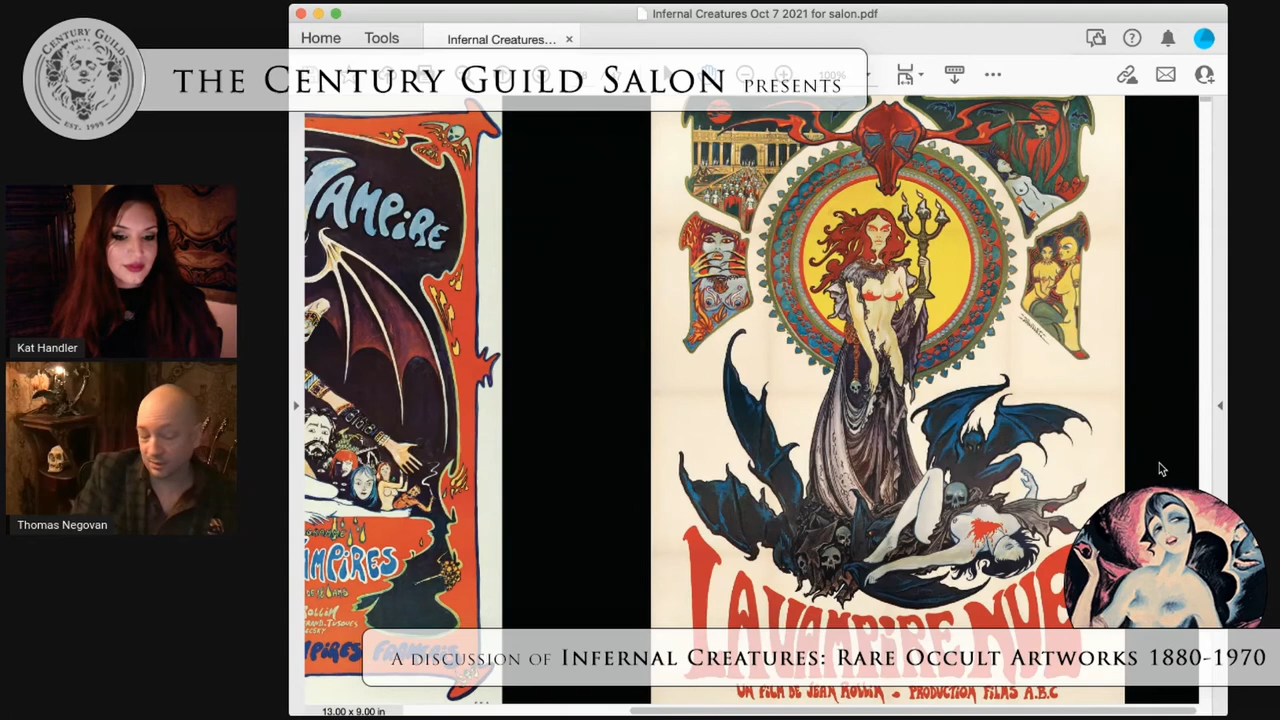 Infernal Creatures Oct 7 2021 for salon.pdf
Home Tools Infernal Creatures... ×
CENTURY GUILD
EST. 1999
THE CENTURY GUILD SALON PRESENTS
100%
VAMPIRE
Kat Handler
Thomas Negovan
LA VAMPIRE NUE
A DISCUSSION OF INFERNAL CREATURES: RARE OCCULT ARTWORKS 1880-1970
UN FILM DE JEAN ROLLIN • PRODUCTION FILMS A.B.C
13.00 x 9.00 in